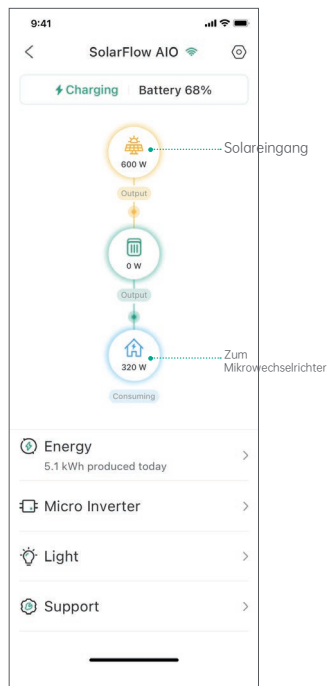 9:41
SolarFlow AIO
Charging Battery 68%
600 W
Solareingang
Output
0 W
Output
320 W
Zum
Mikrowechselrichter
Consuming
Energy
5.1 kWh produced today
Micro Inverter
Light
Support